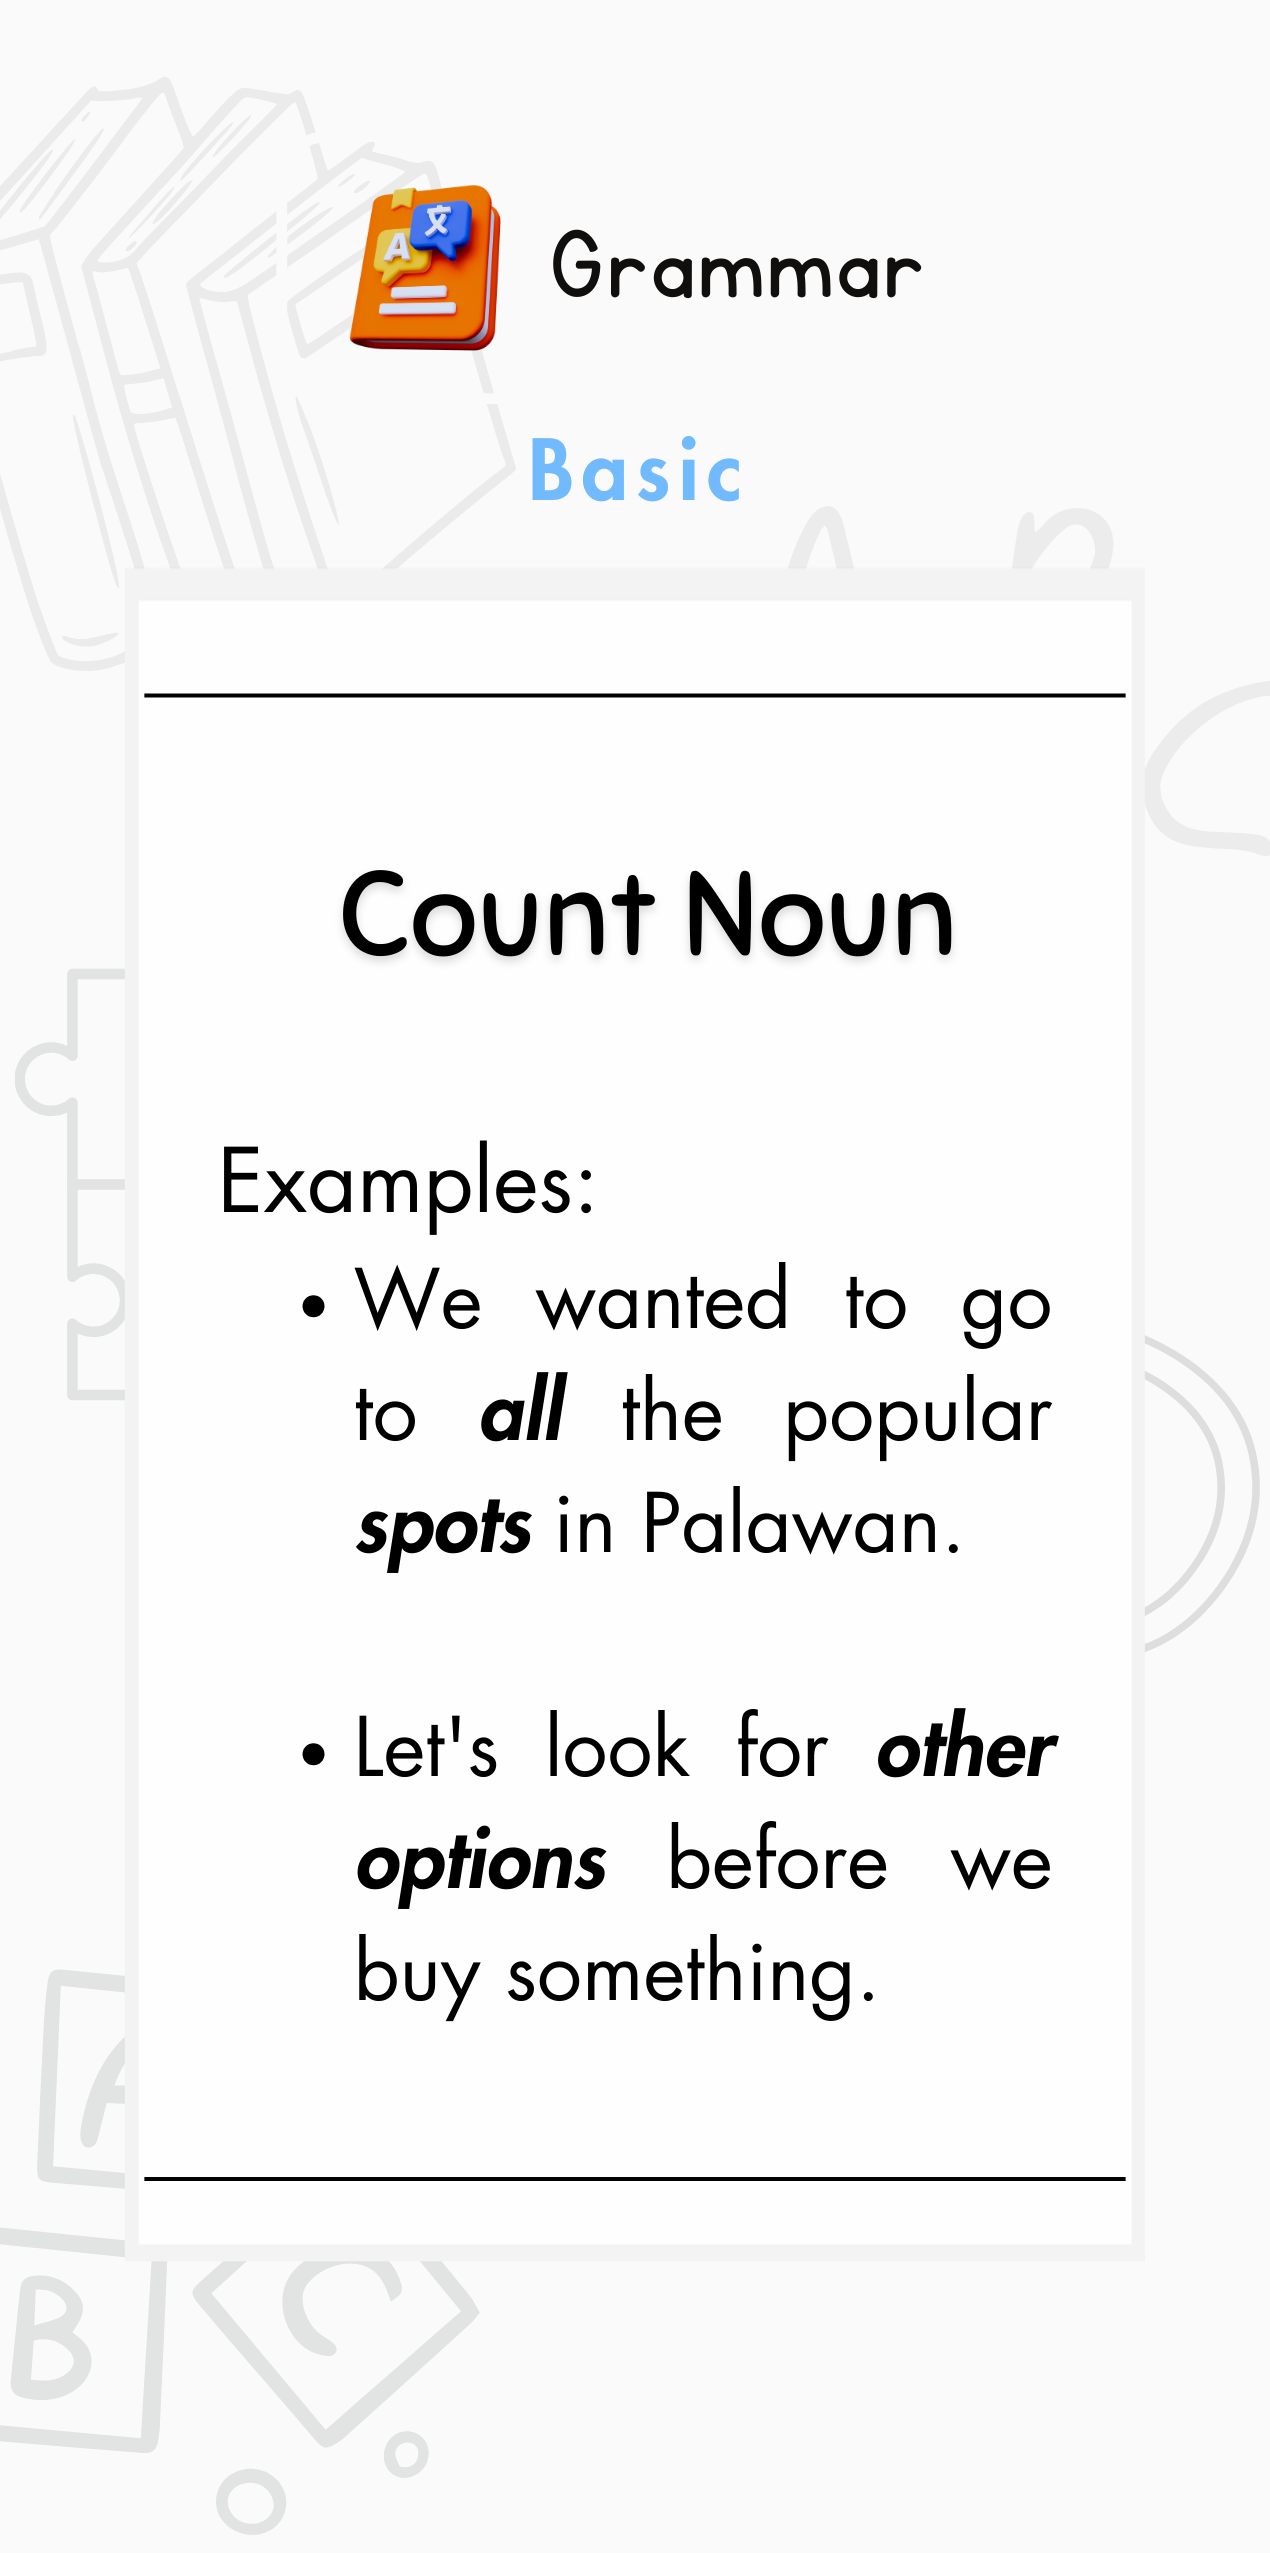 A 文
Grammar
Basic
Count Noun
Examples:
• We wanted to go
to all the popular
spots in Palawan.
• Let's look for other
options before we
buy something.
A
B
C